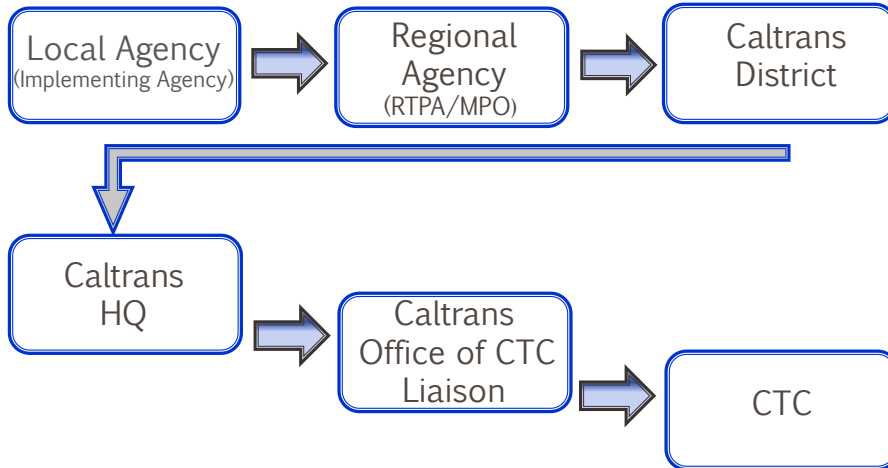 Local Agency
(Implementing Agency)
Regional
Agency
(RTPA/MPO)
Caltrans
District
Caltrans
HQ
Caltrans
Office of CTC
Liaison
CTC